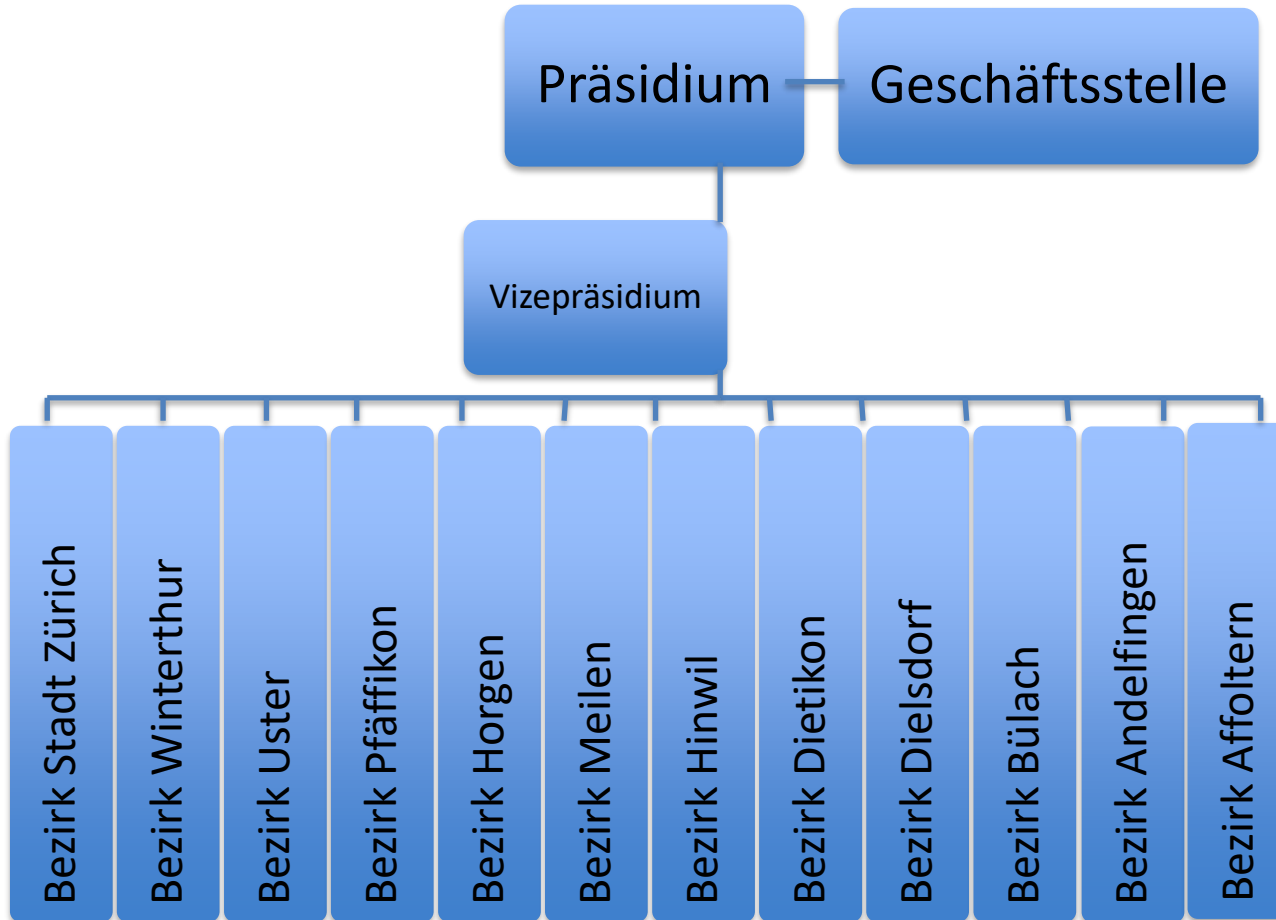 Präsidium
Geschäftsstelle
Vizepräsidium
Bezirk Stadt Zürich
Bezirk Winterthur
Bezirk Uster
Bezirk Pfäffikon
Bezirk Horgen
Bezirk Meilen
Bezirk Hinwil
Bezirk Dietikon
Bezirk Dielsdorf
Bezirk Bülach
Bezirk Andelfingen
Bezirk Affoltern